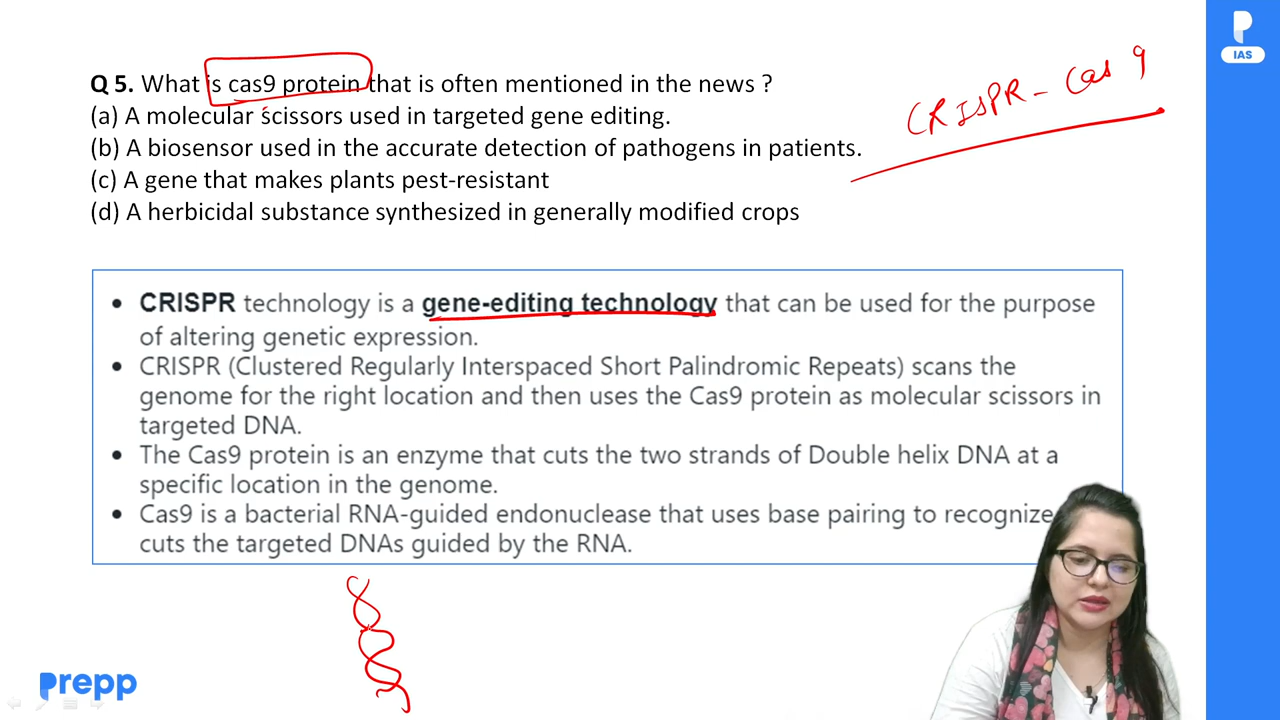 P
IAS
CRISPR - Cas 9
Q 5. What is cas9 protein that is often mentioned in the news ?
(a) A molecular scissors used in targeted gene editing.
(b) A biosensor used in the accurate detection of pathogens in patients.
(c) A gene that makes plants pest-resistant
(d) A herbicidal substance synthesized in generally modified crops
• CRISPR technology is a gene-editing technology that can be used for the purpose
of altering genetic expression.
• CRISPR (Clustered Regularly Interspaced Short Palindromic Repeats) scans the
genome for the right location and then uses the Cas9 protein as molecular scissors in
targeted DNA.
• The Cas9 protein is an enzyme that cuts the two strands of Double helix DNA at a
specific location in the genome.
• Cas9 is a bacterial RNA-guided endonuclease that uses base pairing to recognize
cuts the targeted DNAs guided by the RNA.
prepp